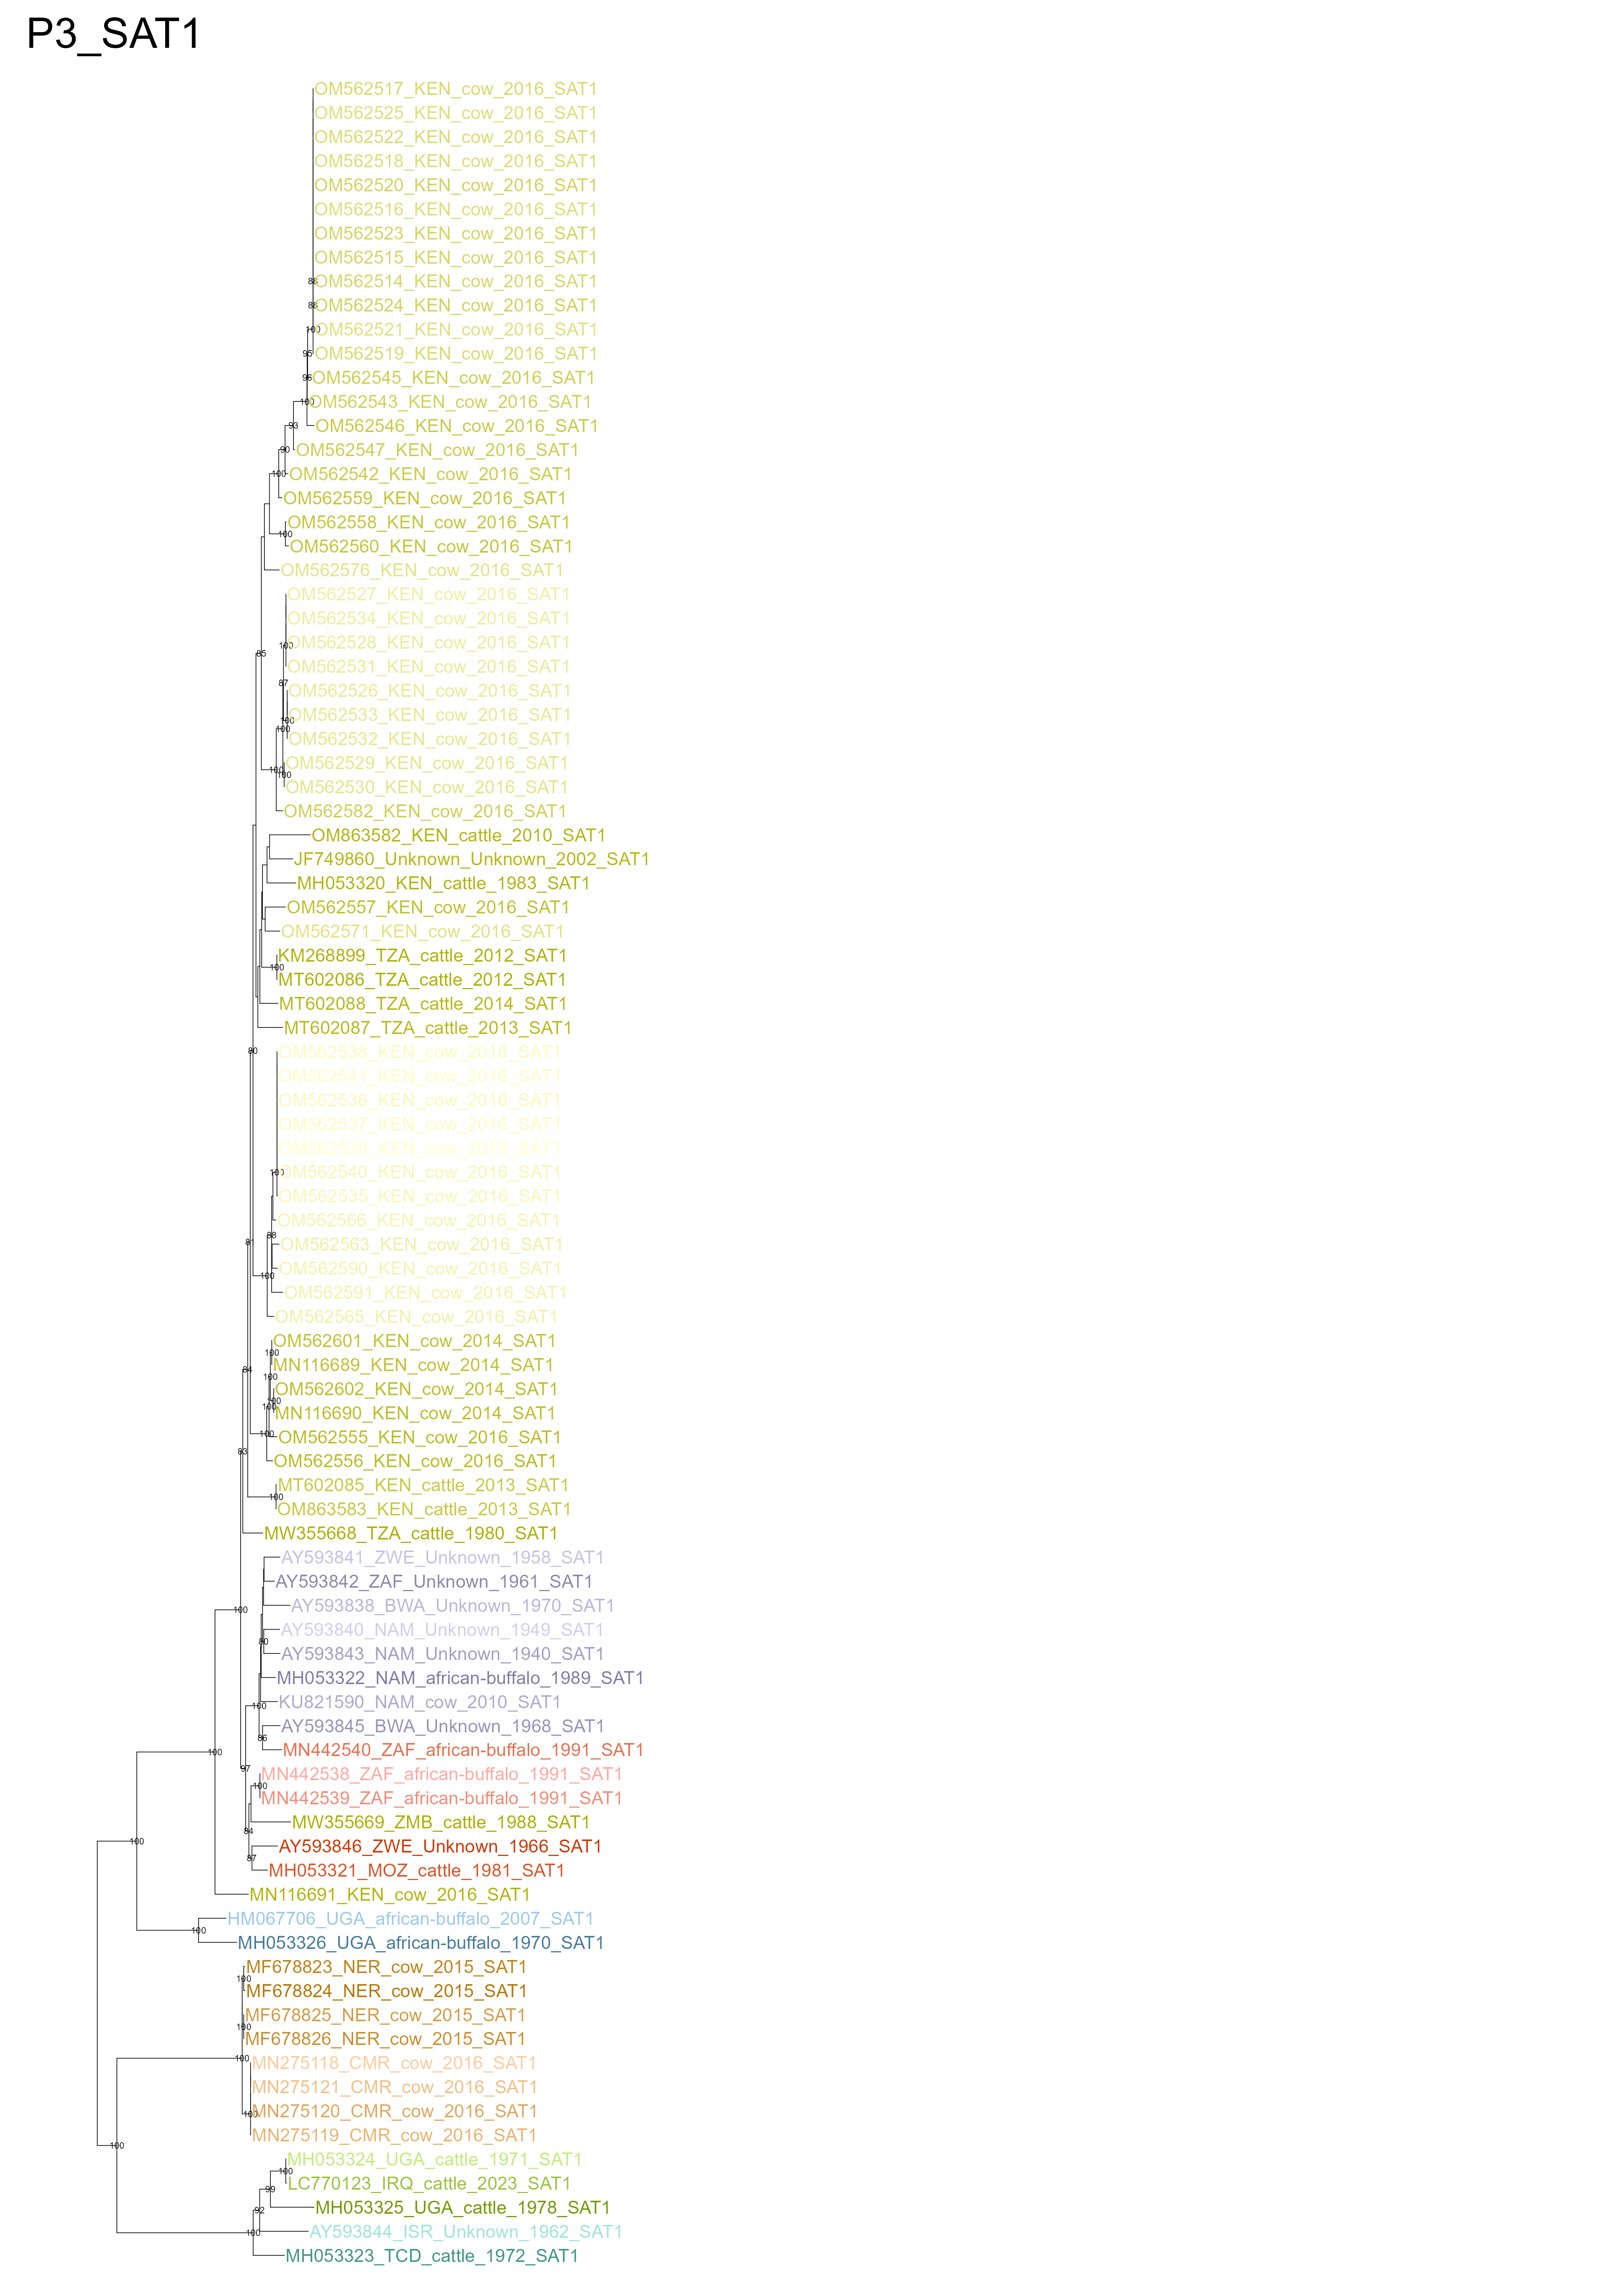 P3_SAT1
OM562517_KEN_cow_2016_SAT1
OM562525_KEN_cow_2016_SAT1
OM562522_KEN_cow_2016_SAT1
OM562518_KEN_cow_2016_SAT1
OM562520_KEN_cow_2016_SAT1
OM562516_KEN_cow_2016_SAT1
OM562523_KEN_cow_2016_SAT1
OM562515_KEN_cow_2016_SAT1
OM562514_KEN_cow_2016_SAT1
OM562524_KEN_cow_2016_SAT1
100 OM562521_KEN_cow_2016_SAT1
95 OM562519_KEN_cow_2016_SAT1
96 OM562545_KEN_cow_2016_SAT1
100 OM562543_KEN_cow_2016_SAT1
93 OM562546_KEN_cow_2016_SAT1
90 OM562547_KEN_cow_2016_SAT1
100 OM562542_KEN_cow_2016_SAT1
OM562559_KEN_cow_2016_SAT1
OM562558_KEN_cow_2016_SAT1
100
OM562560_KEN_cow_2016_SAT1
OM562576_KEN_cow_2016_SAT1
OM562527_KEN_cow_2016_SAT1
OM562534_KEN_cow_2016_SAT1
100 OM562528_KEN_cow_2016_SAT1
85
OM562531_KEN_cow_2016_SAT1
87
OM562526_KEN_cow_2016_SAT1
OM562533_KEN_cow_2016_SAT1
100
100
OM562532_KEN_cow_2016_SAT1
OM562529_KEN_cow_2016_SAT1
100
100
OM562530_KEN_cow_2016_SAT1
OM562582_KEN_cow_2016_SAT1
OM863582_KEN_cattle_2010_SAT1
JF749860_Unknown_Unknown_2002_SAT1
MH053320_KEN_cattle_1983_SAT1
OM562557_KEN_cow_2016_SAT1
OM562571_KEN_cow_2016_SAT1
KM268899_TZA_cattle_2012_SAT1
100
MT602086_TZA_cattle_2012_SAT1
MT602088_TZA_cattle_2014_SAT1
MT602087_TZA_cattle_2013_SAT1
80 OM562538_KEN_cow_2016_SAT1
OM562541_KEN_cow_2016_SAT1
OM562536_KEN_cow_2016_SAT1
OM562537_KEN_cow_2016_SAT1
OM562539_KEN_cow_2016_SAT1
100 OM562540_KEN_cow_2016_SAT1
OM562535_KEN_cow_2016_SAT1
OM562566_KEN_cow_2016_SAT1
88
81 OM562563_KEN_cow_2016_SAT1
OM562590_KEN_cow_2016_SAT1
100
OM562591_KEN_cow_2016_SAT1
OM562565_KEN_cow_2016_SAT1
OM562601_KEN_cow_2014_SAT1
100
MN116689_KEN_cow_2014_SAT1
84
100
OM562602_KEN_cow_2014_SAT1
100
100
MN116690_KEN_cow_2014_SAT1
100
OM562555_KEN_cow_2016_SAT1
83
OM562556_KEN_cow_2016_SAT1
MT602085_KEN_cattle_2013_SAT1
100
OM863583_KEN_cattle_2013_SAT1
MW355668_TZA_cattle_1980_SAT1
AY593841_ZWE_Unknown_1958_SAT1
AY593842_ZAF_Unknown_1961_SAT1
100 AY593838_BWA_Unknown_1970_SAT1
AY593840_NAM_Unknown_1949_SAT1
80
AY593843_NAM_Unknown_1940_SAT1
MH053322_NAM_african-buffalo_1989_SAT1
100 KU821590_NAM_cow_2010_SAT1
AY593845_BWA_Unknown_1968_SAT1
86
100 MN442540_ZAF_african-buffalo_1991_SAT1
97 MN442538_ZAF_african-buffalo_1991_SAT1
100
MN442539_ZAF_african-buffalo_1991_SAT1
MW355669_ZMB_cattle_1988_SAT1
84
100 AY593846_ZWE_Unknown_1966_SAT1
87
MH053321_MOZ_cattle_1981_SAT1
MN116691_KEN_cow_2016_SAT1
HM067706_UGA_african-buffalo_2007_SAT1
100
MH053326_UGA_african-buffalo_1970_SAT1
MF678823_NER_cow_2015_SAT1
100
MF678824_NER_cow_2015_SAT1
MF678825_NER_cow_2015_SAT1
100
MF678826_NER_cow_2015_SAT1
100 MN275118_CMR_cow_2016_SAT1
MN275121_CMR_cow_2016_SAT1
100 MN275120_CMR_cow_2016_SAT1
MN275119_CMR_cow_2016_SAT1
100
MH053324_UGA_cattle_1971_SAT1
100
LC770123_IRQ_cattle_2023_SAT1
99
MH053325_UGA_cattle_1978_SAT1
92
100 AY593844_ISR_Unknown_1962_SAT1
MH053323_TCD_cattle_1972_SAT1